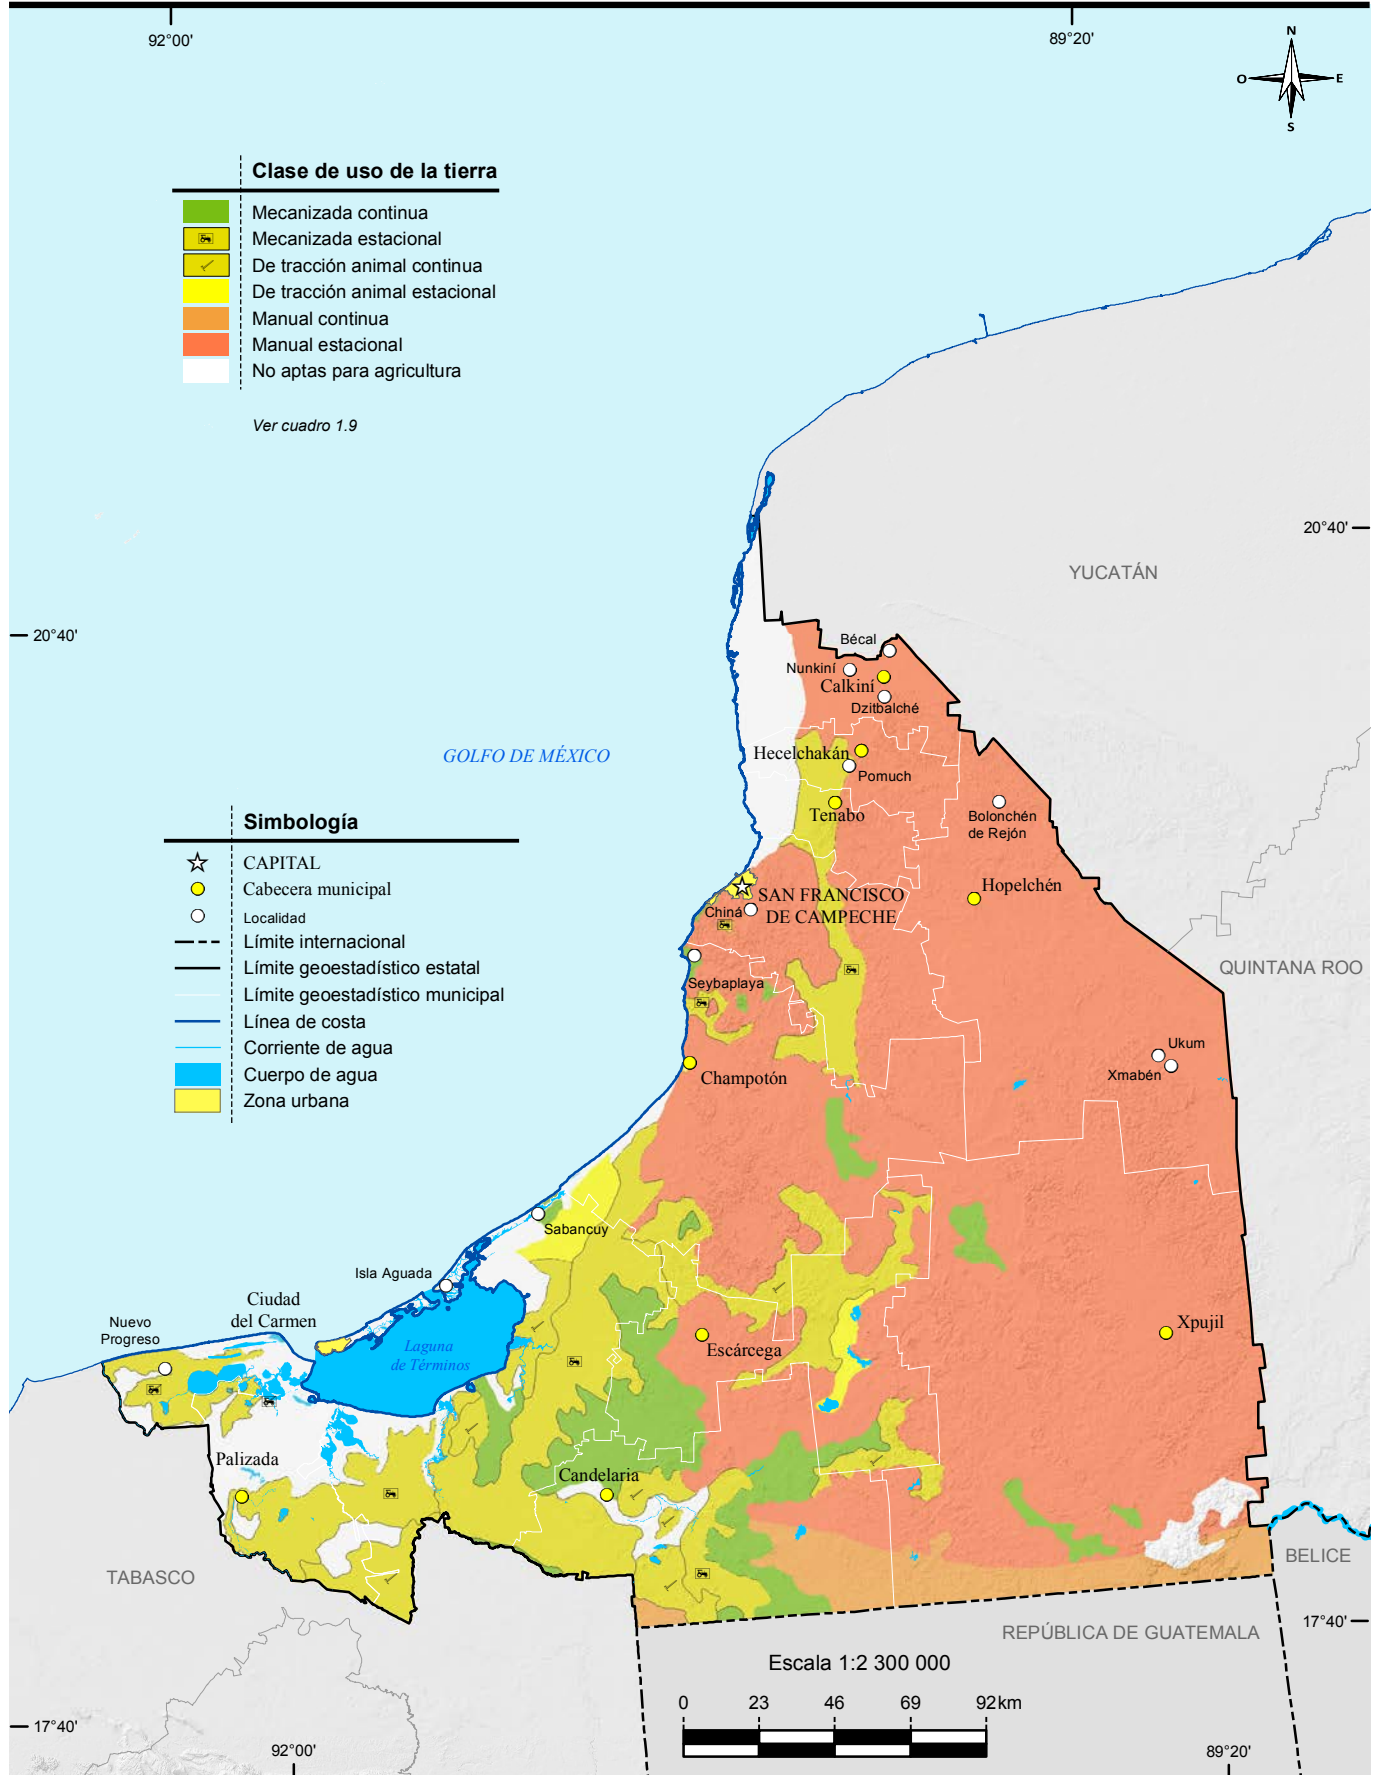 92°00'
89°20'
N
O
E
S
Clase de uso de la tierra
Mecanizada continua
Mecanizada estacional
De tracción animal continua
De tracción animal estacional
Manual continua
Manual estacional
No aptas para agricultura
Ver cuadro 1.9
20°40'
YUCATÁN
20°40'
Bécal
Nunkiní
Calkiní
Dzitbalché
GOLFO DE MÉXICO
Hecelchakán
Pomuch
Tenabo
Bolonchén
de Rejón
Simbología
CAPITAL
Cabecera municipal
Localidad
Límite internacional
Límite geoestadístico estatal
Límite geoestadístico municipal
Línea de costa
Corriente de agua
Cuerpo de agua
Zona urbana
Hopelchén
SAN FRANCISCO
DE CAMPECHE
Chiná
QUINTANA ROO
Seybaplaya
Ukum
Xmabén
Champotón
Sabancuy
Isla Aguada
Ciudad
del Carmen
Nuevo
Progreso
Laguna
de Términos
Escárcega
Xpujil
Palizada
Candelaria
TABASCO
BELICE
REPÚBLICA DE GUATEMALA
17°40'
Escala 1:2 300 000
0 23 46 69 92km
17°40'
92°00'
89°20'